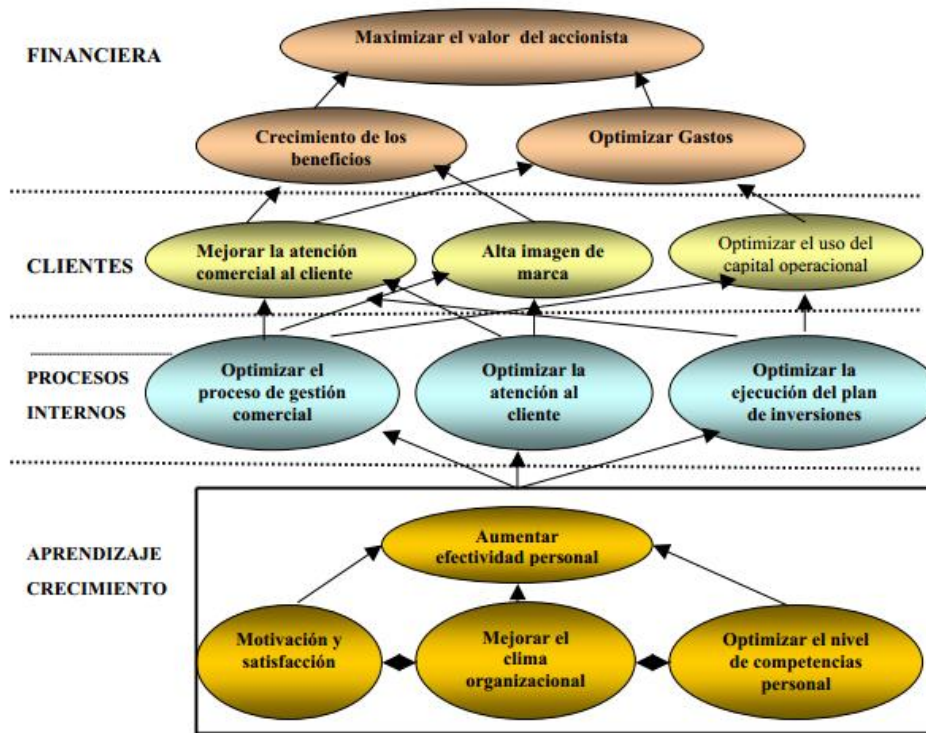 FINANCIERA
Maximizar el valor del accionista
Crecimiento de los
beneficios
Optimizar Gastos
CLIENTES
Mejorar la atención
comercial al cliente
Alta imagen de
marca
Optimizar el uso del
capital operacional
PROCESOS
INTERNOS
Optimizar el
proceso de gestión
comercial
Optimizar la
atención al
cliente
Optimizar la
ejecución del plan
de inversiones
APRENDIZAJE
CRECIMIENTO
Aumentar
efectividad personal
Motivación y
satisfacción
Mejorar el
clima
organizacional
Optimizar el nivel
de competencias
personal